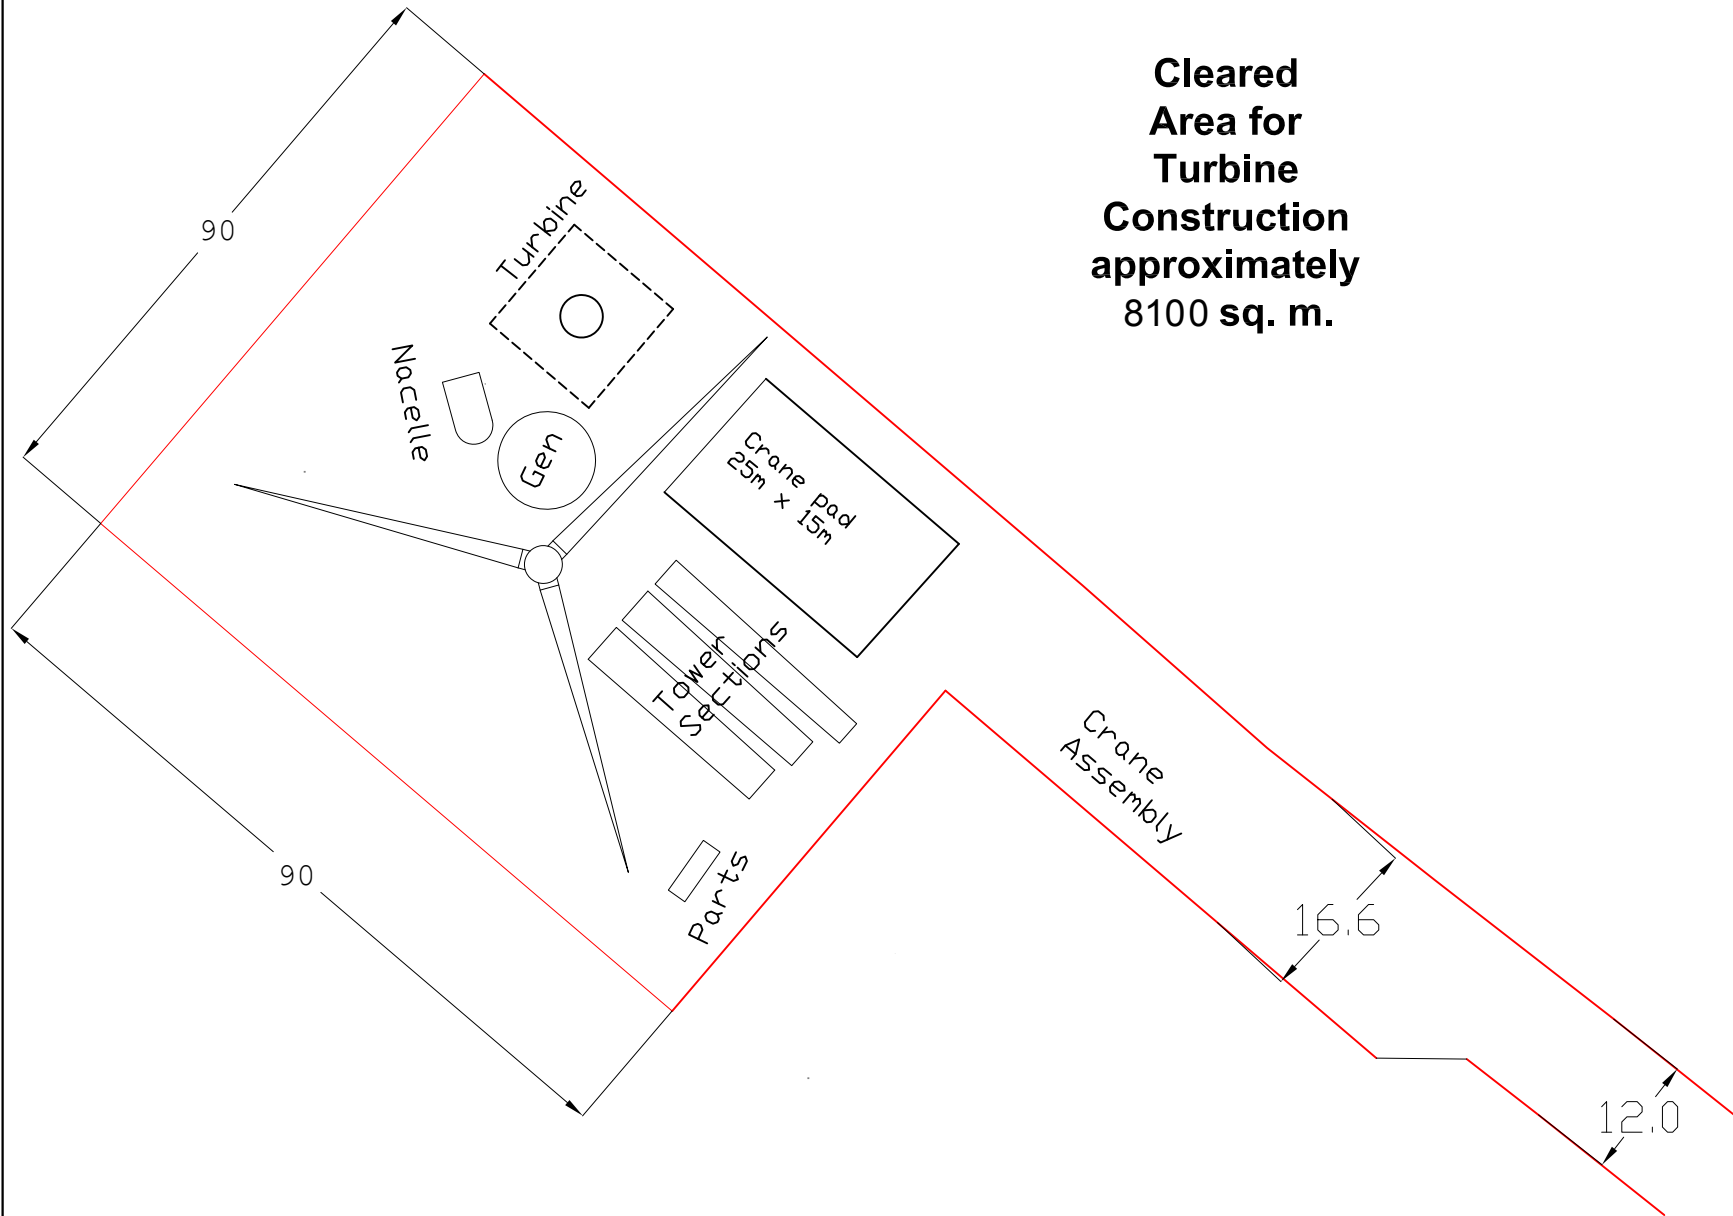 Cleared
Area for
Turbine
Construction
approximately
8100 sq. m.
90
Turbine
Nacelle
Gen
Crane pad
25m x 15m
Tower
Sections
Crane
Assembly
Parts
90
16.6
12.0